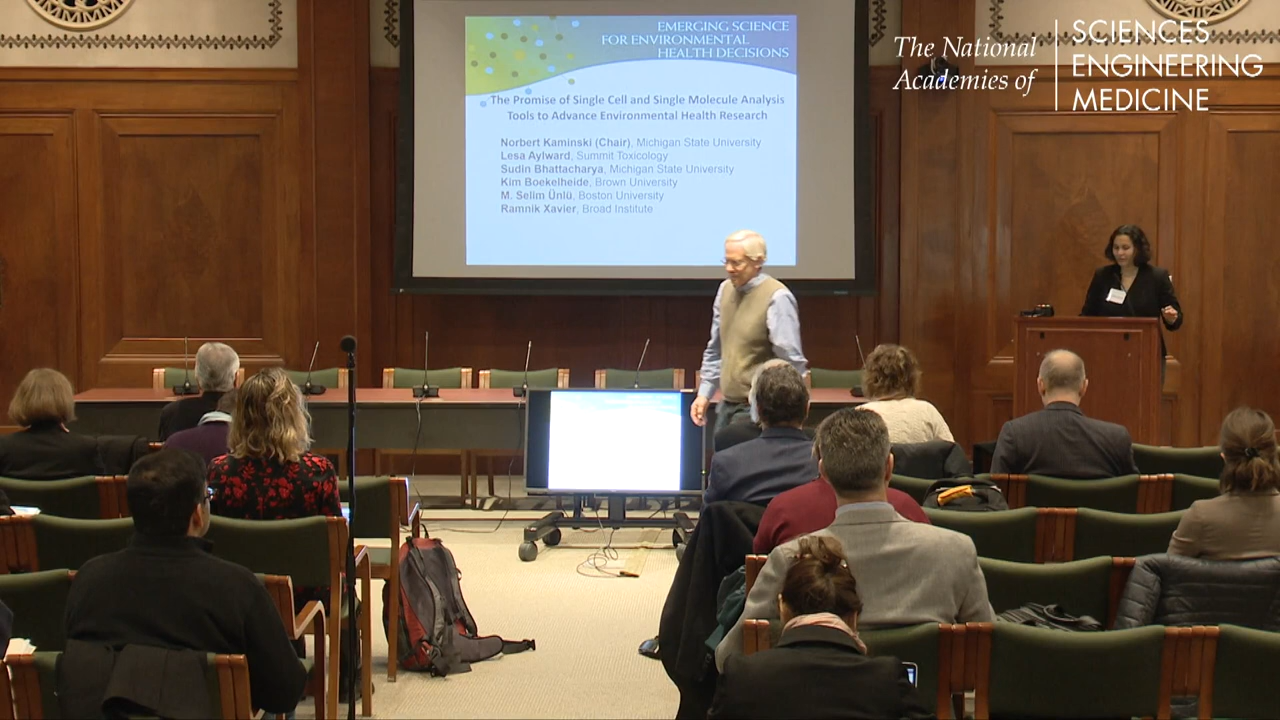 EMERGING SCIENCE
FOR ENVIRONMENTAL
HEALTH DECISIONS
The Promise of Single Cell and Single Molecule Analysis
Tools to Advance Environmental Health Research
Norbert Kaminski (Chair), Michigan State University
Lesa Aylward, Summit Toxicology
Sudin Bhattacharya, Michigan State University
Kim Boekelheide, Brown University
M. Selim Ünlü, Boston University
Ramnik Xavier, Broad Institute
The National
Academies of
SCIENCES
ENGINEERING
MEDICINE